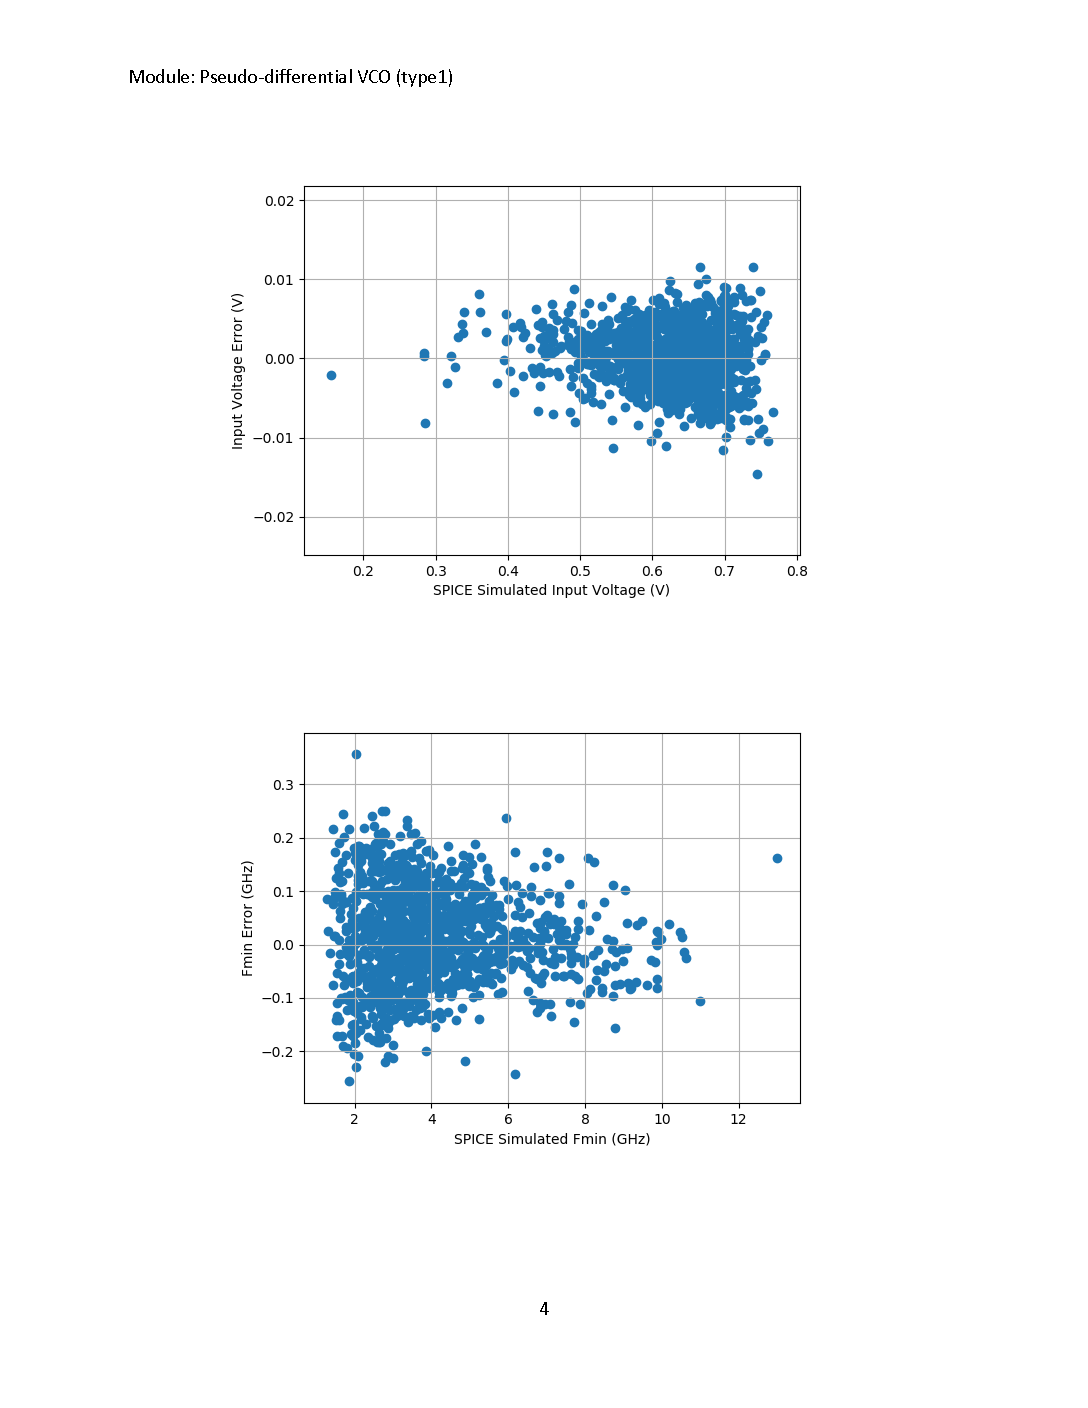 Module: Pseudo-differential VCO (type1)
0.02
0.01
0.00
−0.01
−0.02
Input Voltage Error (V)
0.2 0.3 0.4 0.5 0.6 0.7 0.8
SPICE Simulated Input Voltage (V)
0.3
0.2
0.1
0.0
−0.1
−0.2
Fmin Error (GHz)
2 4 6 8 10 12
SPICE Simulated Fmin (GHz)
4